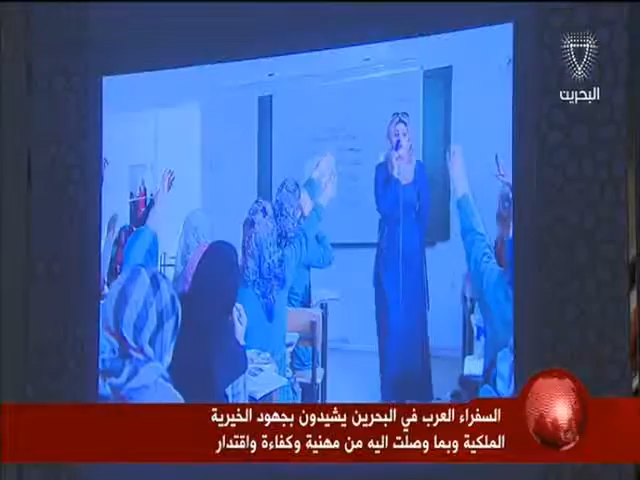 البحرين
السفراء العرب في البحرين يشيدون بجهود الخيرية
الملكية وبما وصلت اليه من مهنية وكفاءة واقتدار